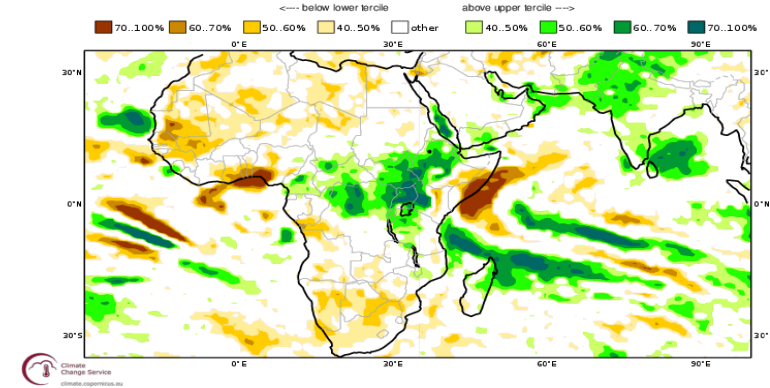 <---- below lower tercile above upper tercile ---->
70..100% 60..70% 50..60% 40..50% other 40..50% 50..60% 60..70% 70..100%
0°E 30°E 60°E 90°E
30°N 30°N
0°N 0°N
30°S 30°S
0°E 30°E 60°E 90°E
Climate
Change Service
climate.copernicus.eu